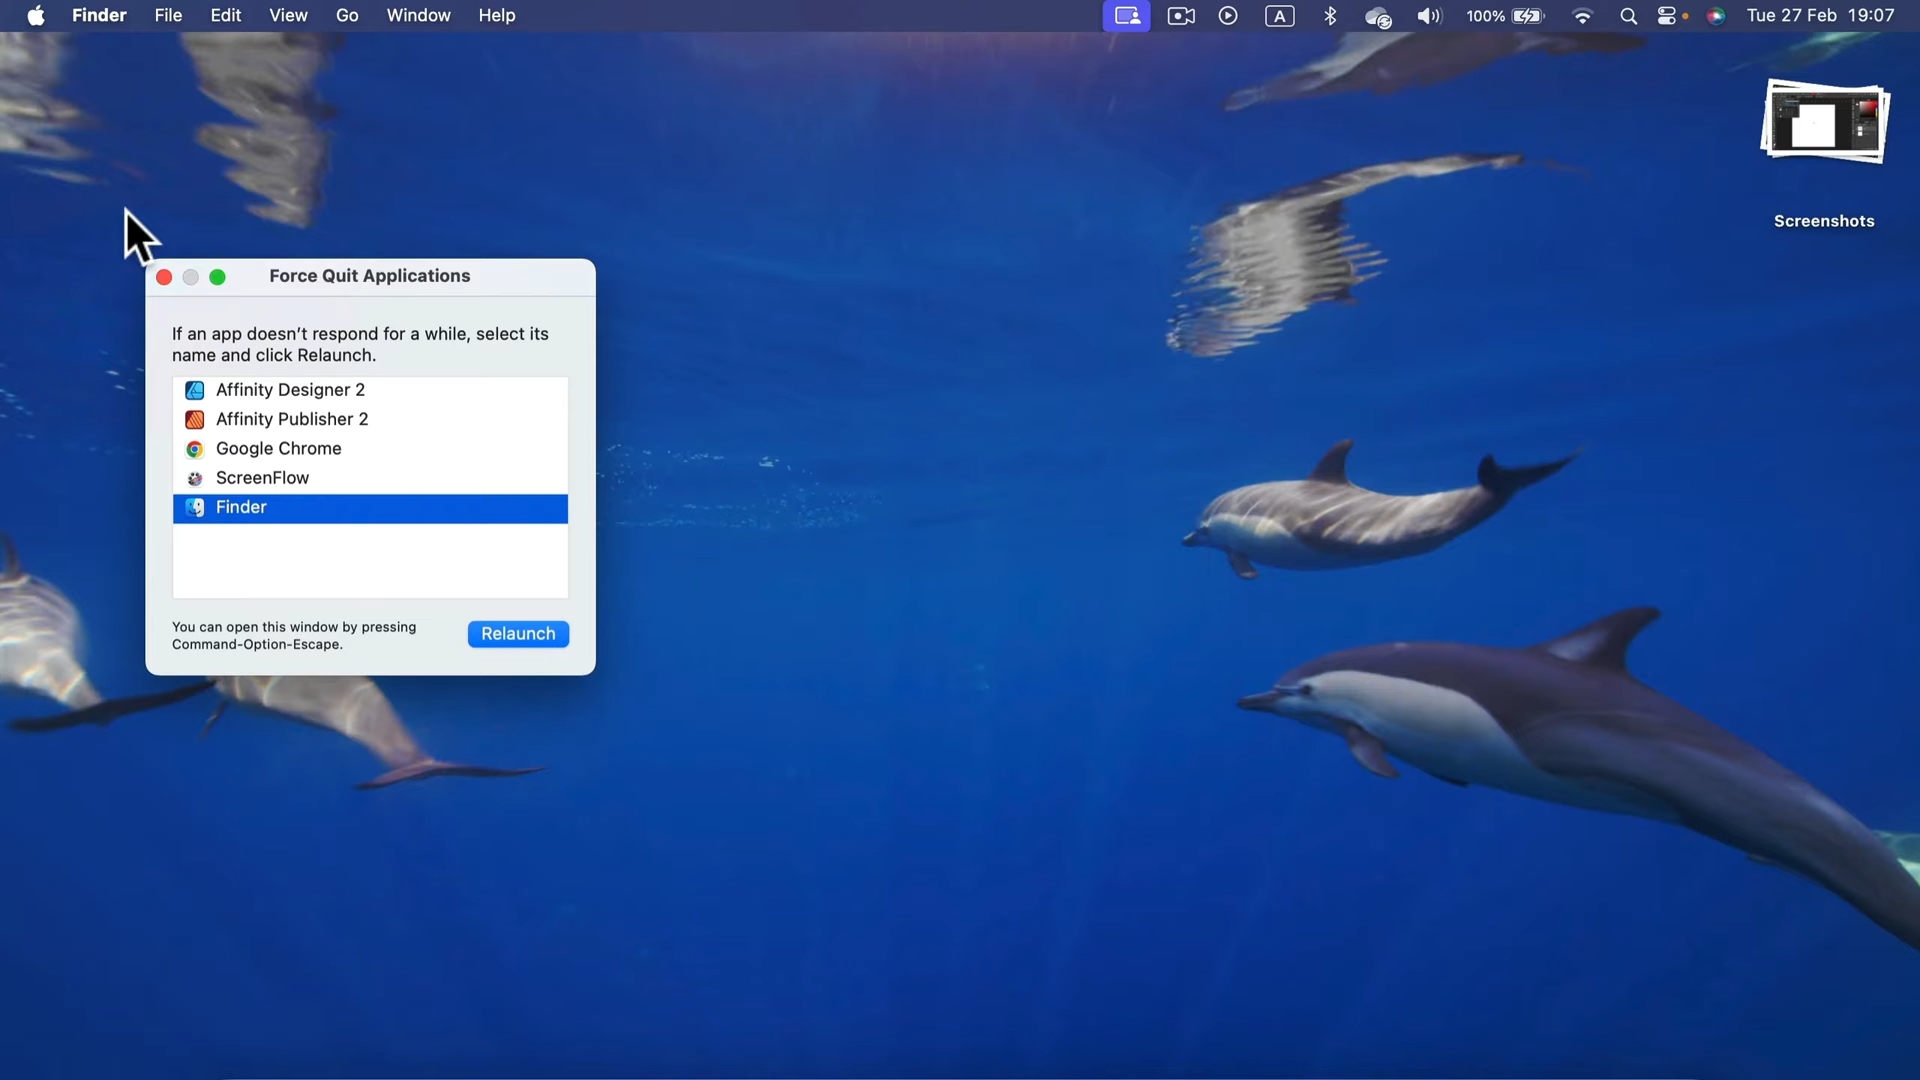 Finder File Edit View Go Window Help A 100% Tue 27 Feb 19:07
Screenshots
Force Quit Applications
If an app doesn't respond for a while, select its
name and click Relaunch.
Affinity Designer 2
Affinity Publisher 2
Google Chrome
ScreenFlow
Finder
You can open this window by pressing
Command-Option-Escape.
Relaunch